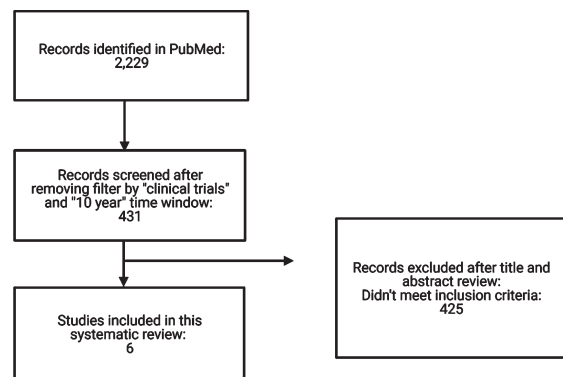 Records identified in PubMed:
2,229
Records screened after
removing filter by "clinical trials"
and "10 year" time window:
431
Records excluded after title and
abstract review:
Didn't meet inclusion criteria:
425
Studies included in this
systematic review:
6